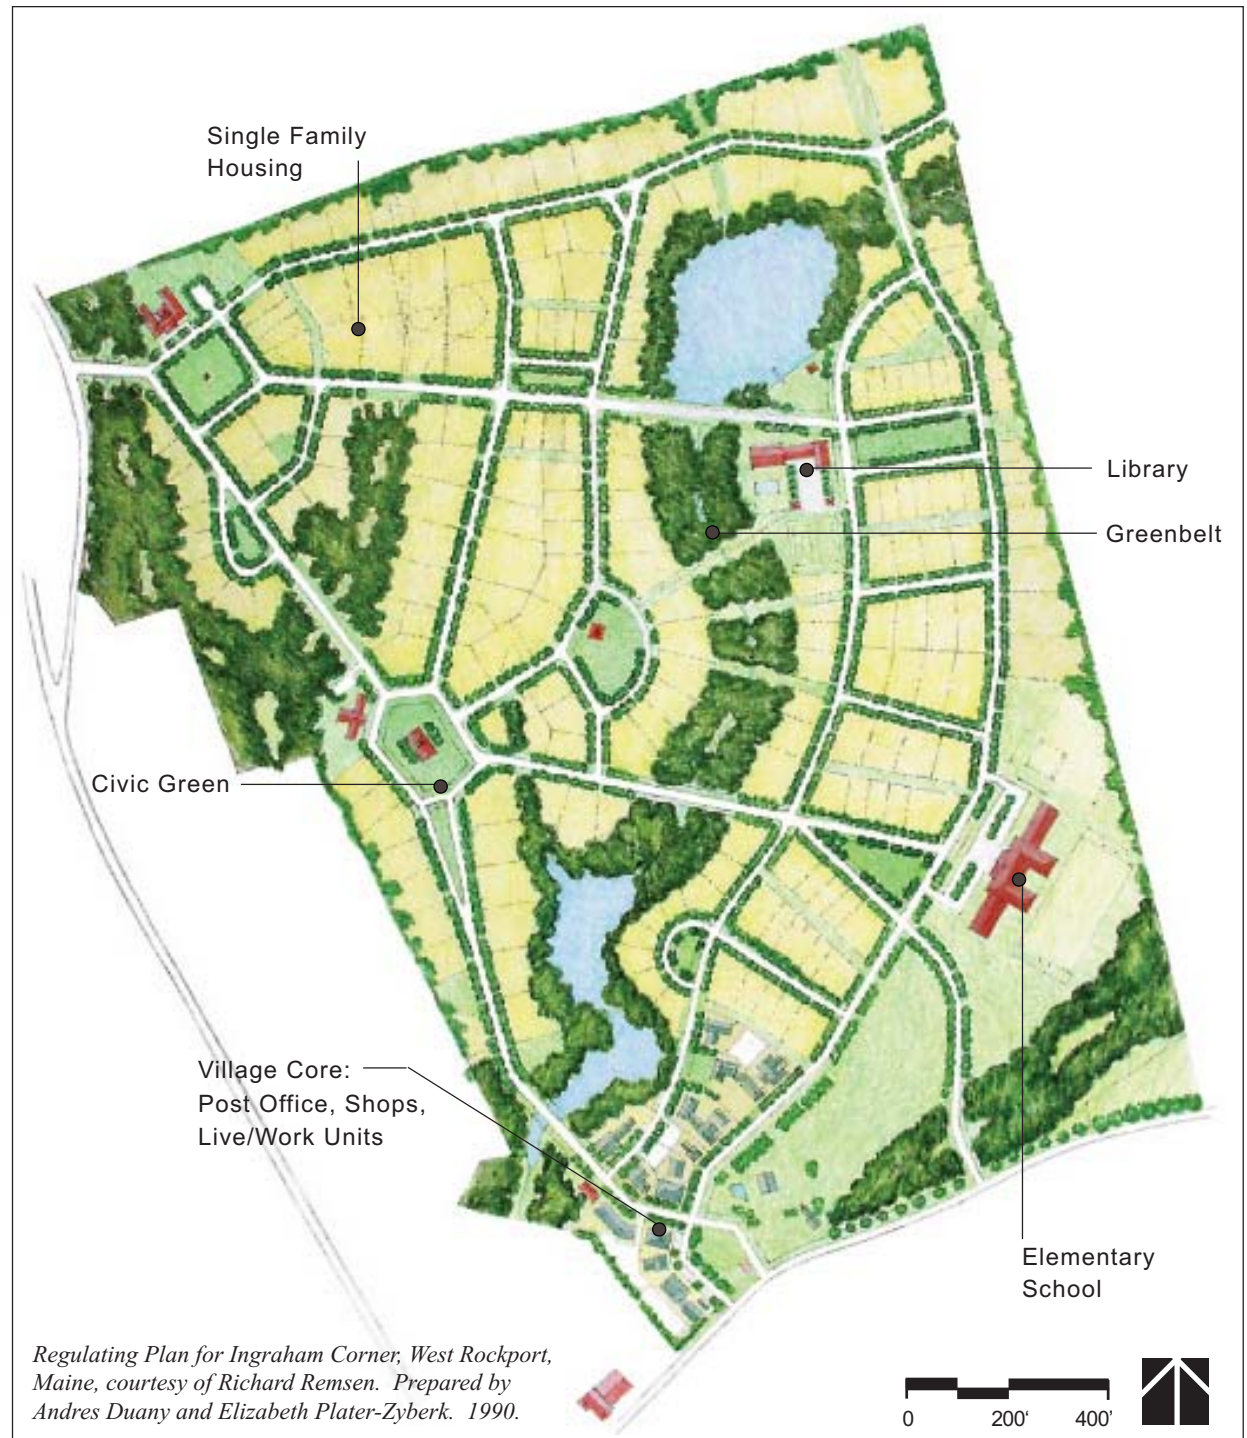 Single Family
Housing
Library
Greenbelt
Civic Green
Village Core:
Post Office, Shops,
Live/Work Units
Elementary
School
Regulating Plan for Ingraham Corner, West Rockport,
Maine, courtesy of Richard Remsen.  Prepared by
Andres Duany and Elizabeth Plater-Zyberk.  1990.
0 200' 400'